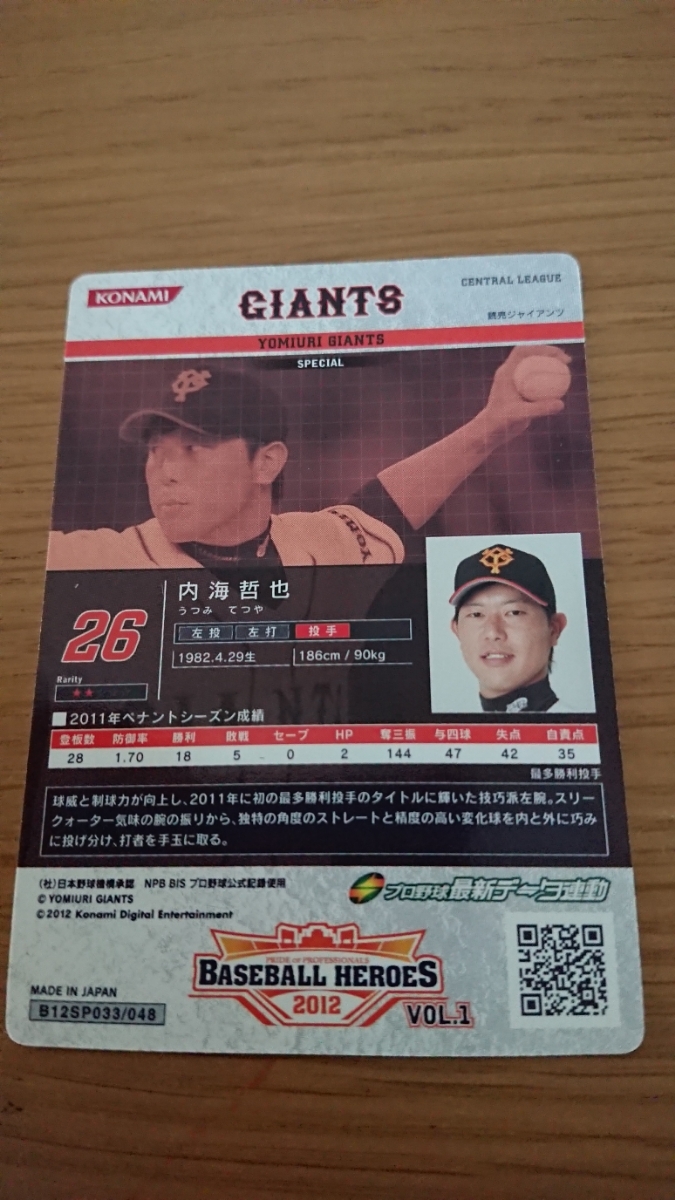 KONAMI
GIANTS
CENTRAL LEAGUE
読売ジャイアンツ
YOMIURI GIANTS
SPECIAL
26
内海哲也
うつみ てつや
左投 左打 投手
1982.4.29生 186cm / 90kg
Rarity
★★
■2011年ペナントシーズン成績
登板数 防御率 勝利 敗戦 セーブ HP 奪三振 与四球 失点 自責点
28 1.70 18 5 0 2 144 47 42 35
最多勝利投手
球威と制球力が向上し、2011年に初の最多勝利投手のタイトルに輝いた技巧派左腕。スリー
クォーター気味の腕の振りから、独特の角度のストレートと精度の高い変化球を内と外に巧み
に投げ分け、打者を手玉に取る。
(社)日本野球機構承認 NPB BIS プロ野球公式記録使用
© YOMIURI GIANTS
©2012 Konami Digital Entertainment
プロ野球最新データ連動
PRIDE OF PROFESSIONALS
BASEBALL HEROES
2012
VOL.1
MADE IN JAPAN
B12SP033/048